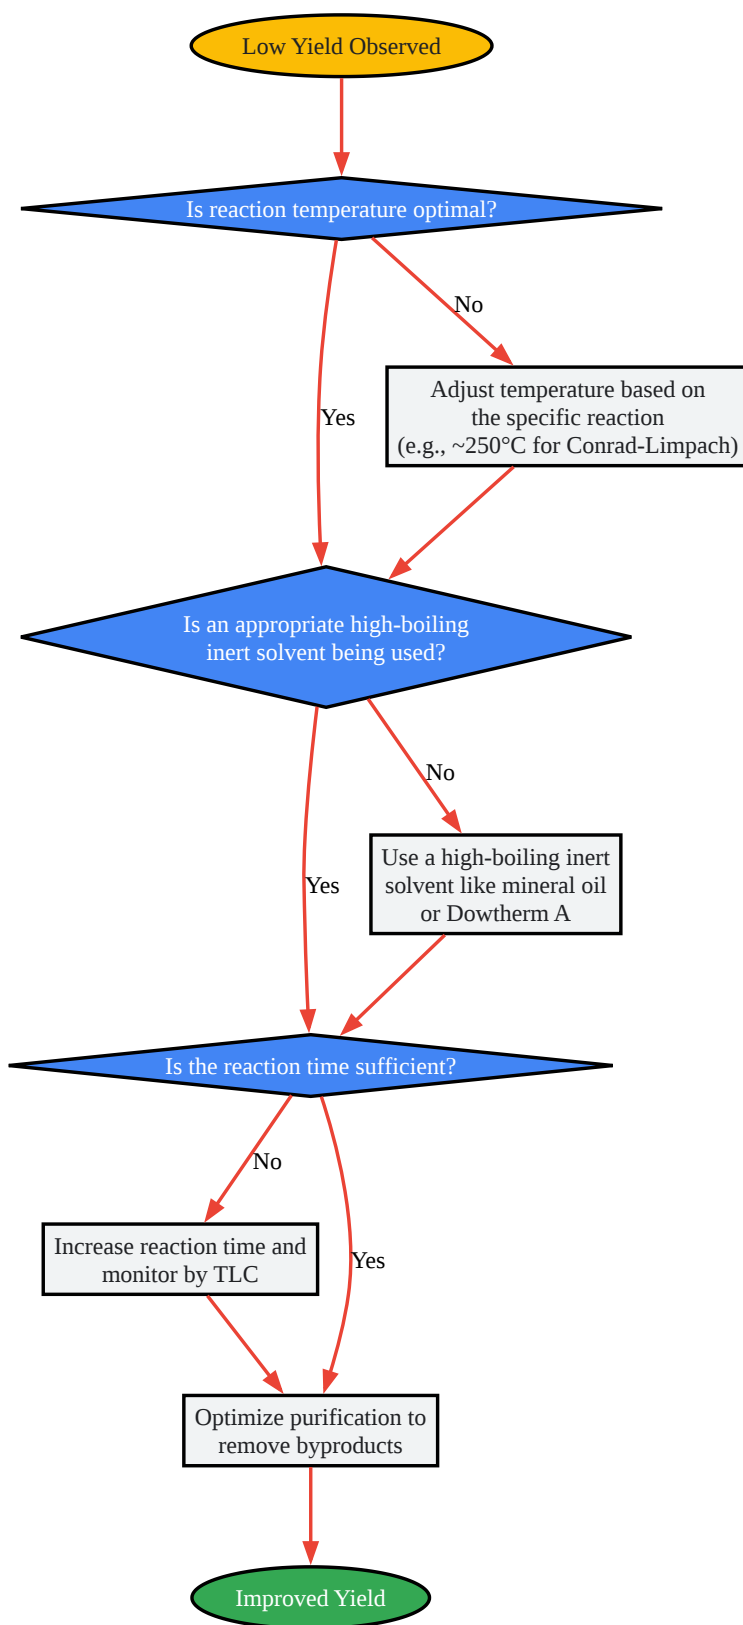 Low Yield Observed
Is reaction temperature optimal?
No
Adjust temperature based on
the specific reaction
(e.g., ~250°C for Conrad-Limpach)
Yes
Is an appropriate high-boiling
inert solvent being used?
No
Use a high-boiling inert
solvent like mineral oil
or Dowtherm A
Yes
Is the reaction time sufficient?
No
Increase reaction time and
monitor by TLC
Yes
Optimize purification to
remove byproducts
Improved Yield